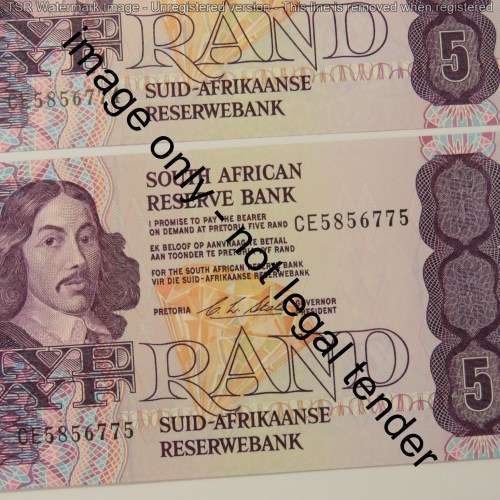 TSR Watermark Image - Unregistered version - This line is removed when registered
RAND
5
SUID-AFRIKAANSE
RESERWEBANK
image only - not legal tender
SOUTH AFRICAN
RESERVE BANK
I PROMISE TO PAY THE BEARER
ON DEMAND AT PRETORIA FIVE RAND
CE5856775
EK BELOOF OP AANVRAAG TE BETAAL
AAN TOONDER TE PRETORIA VYF RAND
FOR THE SOUTH AFRICAN RESERVE BANK
VIR DIE SUID-AFRIKAANSE RESERWEBANK
PRETORIA
GOVERNOR
PRESIDENT
FIVE
VYF
RAND
5
CE5856775
SUID-AFRIKAANSE
RESERWEBANK